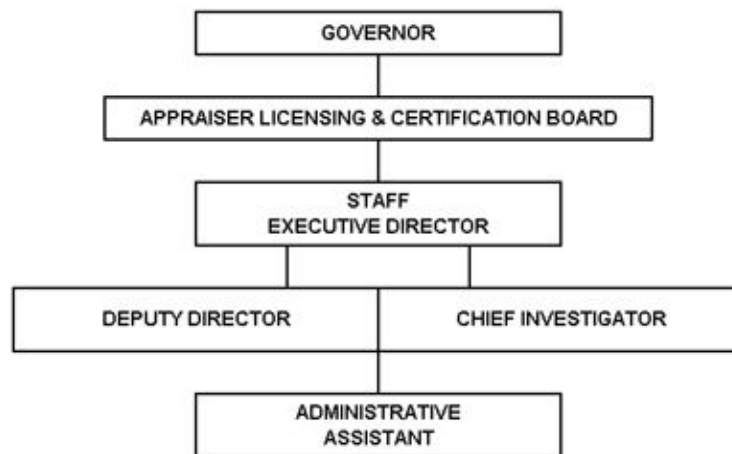 GOVERNOR
APPRAISER LICENSING & CERTIFICATION BOARD
STAFF
EXECUTIVE DIRECTOR
DEPUTY DIRECTOR
CHIEF INVESTIGATOR
ADMINISTRATIVE
ASSISTANT